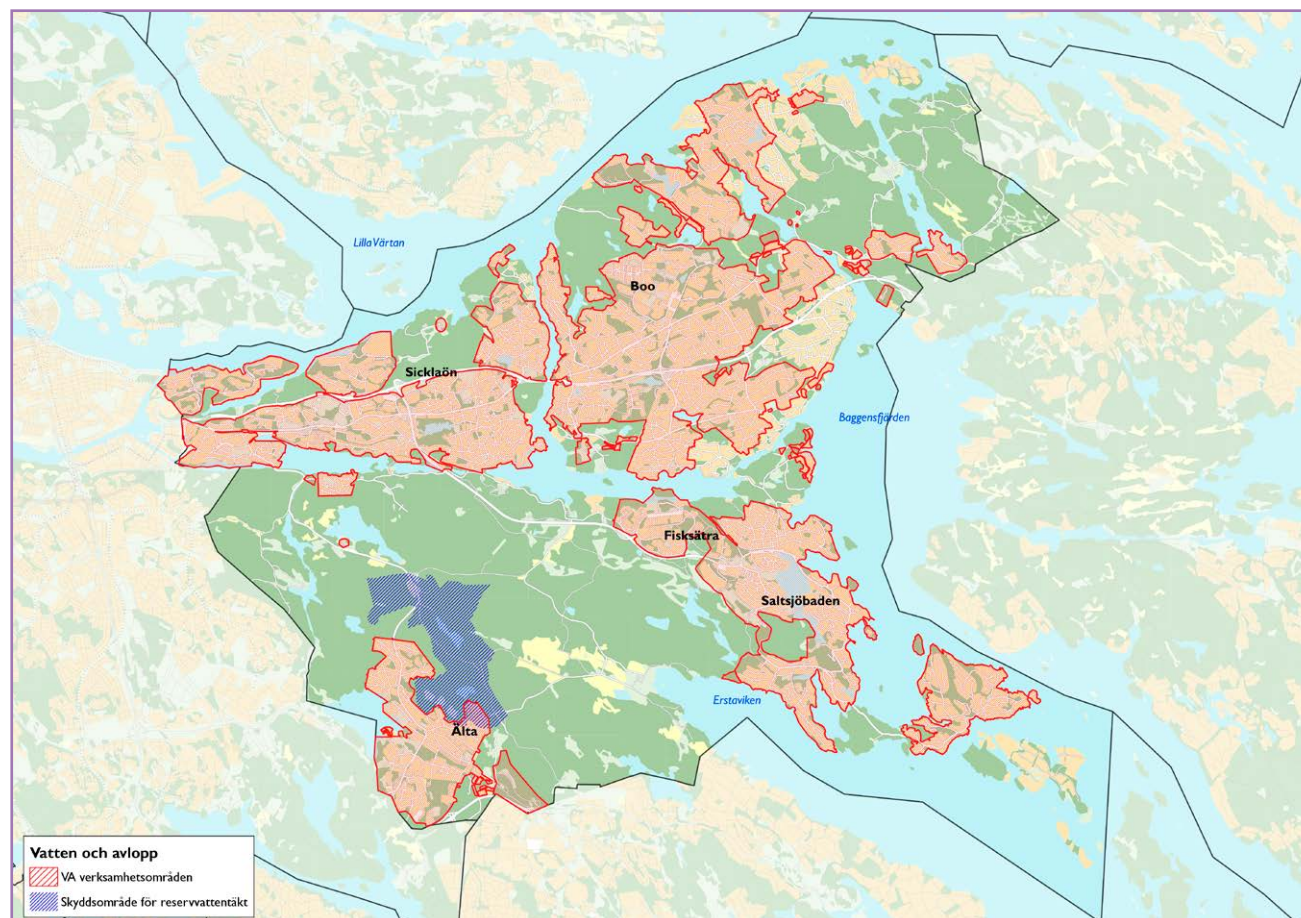 Lilla Värtan
Boo
Sicklaön
Baggensfjärden
Fisksätra
Saltsjöbaden
Erstaviken
Älta
Vatten och avlopp
VA verksamhetsområden
Skyddsområde för reservvattentäkt